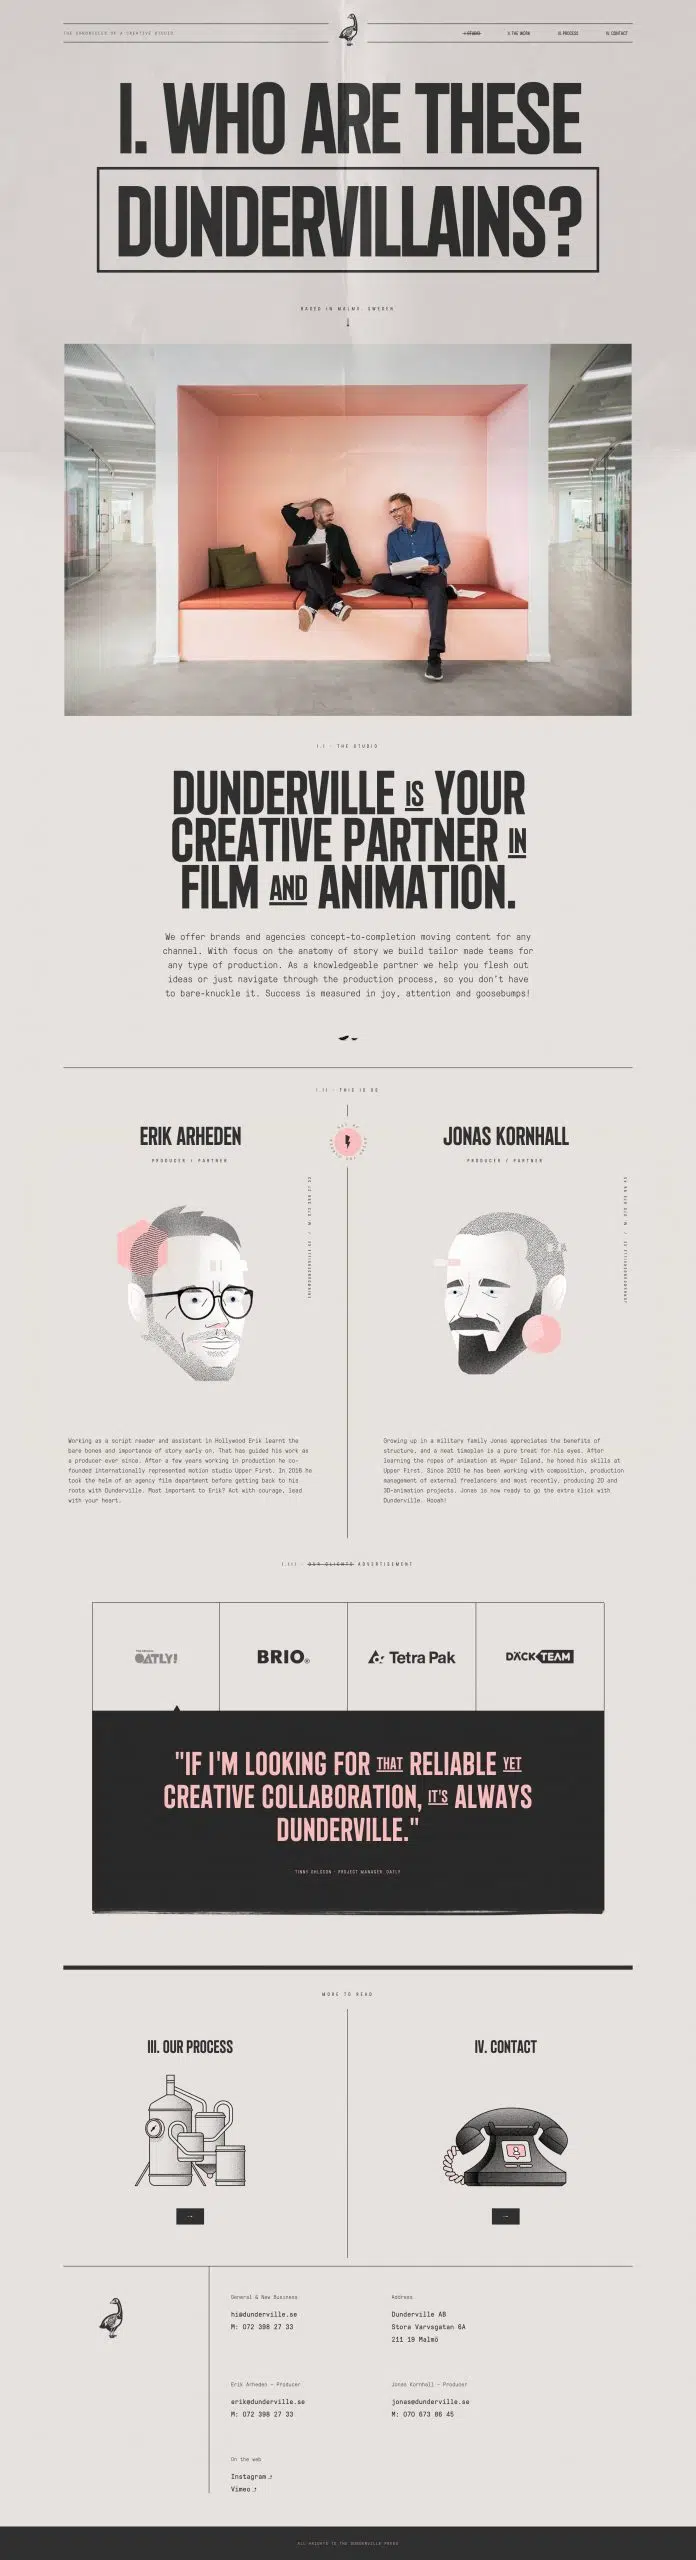 THE CHRONICLES OF A CREATIVE STUDIO
I. STUDIO
II. THE WORK
III. PROCESS
IV. CONTACT
I. WHO ARE THESE
DUNDERVILLAINS?
BASED IN MALMÖ, SWEDEN
I.I - THE STUDIO
DUNDERVILLE IS YOUR
CREATIVE PARTNER IN
FILM AND ANIMATION.
We offer brands and agencies concept-to-completion moving content for any
channel. With focus on the anatomy of story we build tailor made teams for
any type of production. As a knowledgeable partner we help you flesh out
ideas or just navigate through the production process, so you don't have
to bare-knuckle it. Success is measured in joy, attention and goosebumps!
I.II - THIS IS US
ERIK ARHEDEN
PRODUCER / PARTNER
JONAS KORNHALL
PRODUCER / PARTNER
Working as a script reader and assistant in Hollywood Erik learnt the
bare bones and importance of story early on. That has guided his work as
a producer ever since. After a few years working in production he co-
founded internationally represented motion studio Upper First. In 2016 he
took the helm of an agency film department before getting back to his
roots with Dunderville. Most important to Erik? Act with courage, lead
with your heart.
Growing up in a military family Jonas appreciates the benefits of
structure, and a neat timeplan is a pure treat for his eyes. After
learning the ropes of animation at Hyper Island, he honed his skills at
Upper First. Since 2010 he has been working with composition, production
management of external freelancers and most recently, producing 2D and
3D-animation projects. Jonas is now ready to go the extra klick with
Dunderville. Hooah!
I.III - OUR CLIENTS ADVERTISEMENT
OATLY!
BRIO®
Tetra Pak
DÄCK TEAM
"IF I'M LOOKING FOR THAT RELIABLE YET
CREATIVE COLLABORATION, IT'S ALWAYS
DUNDERVILLE."
TINNY OHLSSON - PROJECT MANAGER, OATLY
MORE TO READ
III. OUR PROCESS
IV. CONTACT
General & New Business
hi@dunderville.se
M: 072 398 27 33
Address
Dunderville AB
Stora Varvsgatan 6A
211 19 Malmö
Erik Arheden – Producer
erik@dunderville.se
M: 072 398 27 33
Jonas Kornhall – Producer
jonas@dunderville.se
M: 070 673 86 45
On the web
Instagram
Vimeo
ALL RIGHTS TO THE DUNDERVILLE PRESS